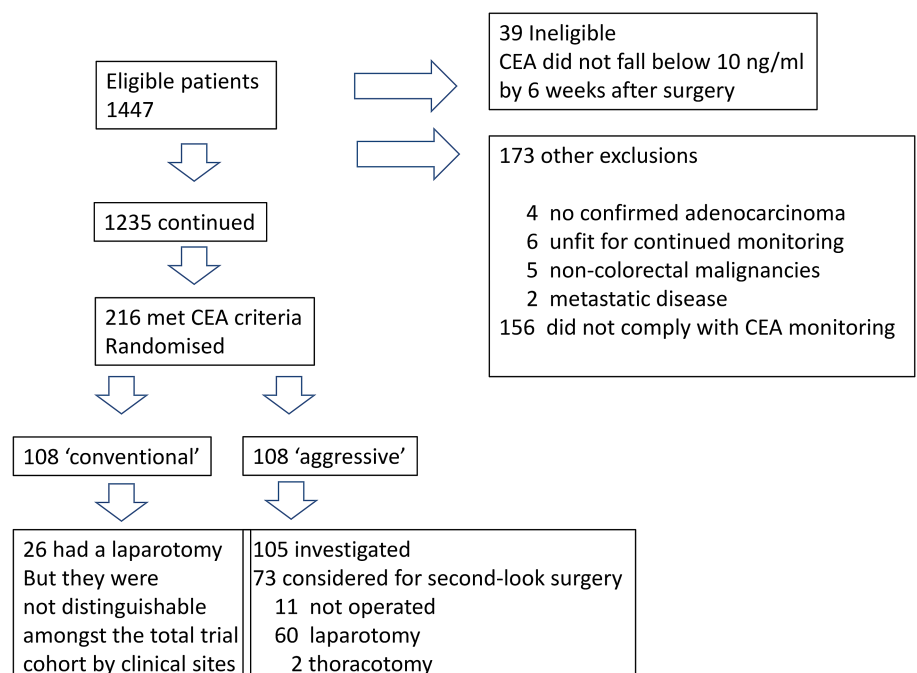 Eligible patients
1447
39 Ineligible
CEA did not fall below 10 ng/ml
by 6 weeks after surgery
173 other exclusions
4 no confirmed adenocarcinoma
6 unfit for continued monitoring
5 non-colorectal malignancies
2 metastatic disease
156 did not comply with CEA monitoring
1235 continued
216 met CEA criteria
Randomised
108 ‘conventional’
108 ‘aggressive’
26 had a laparotomy
But they were
not distinguishable
amongst the total trial
cohort by clinical sites
105 investigated
73 considered for second-look surgery
11 not operated
60 laparotomy
2 thoracotomy